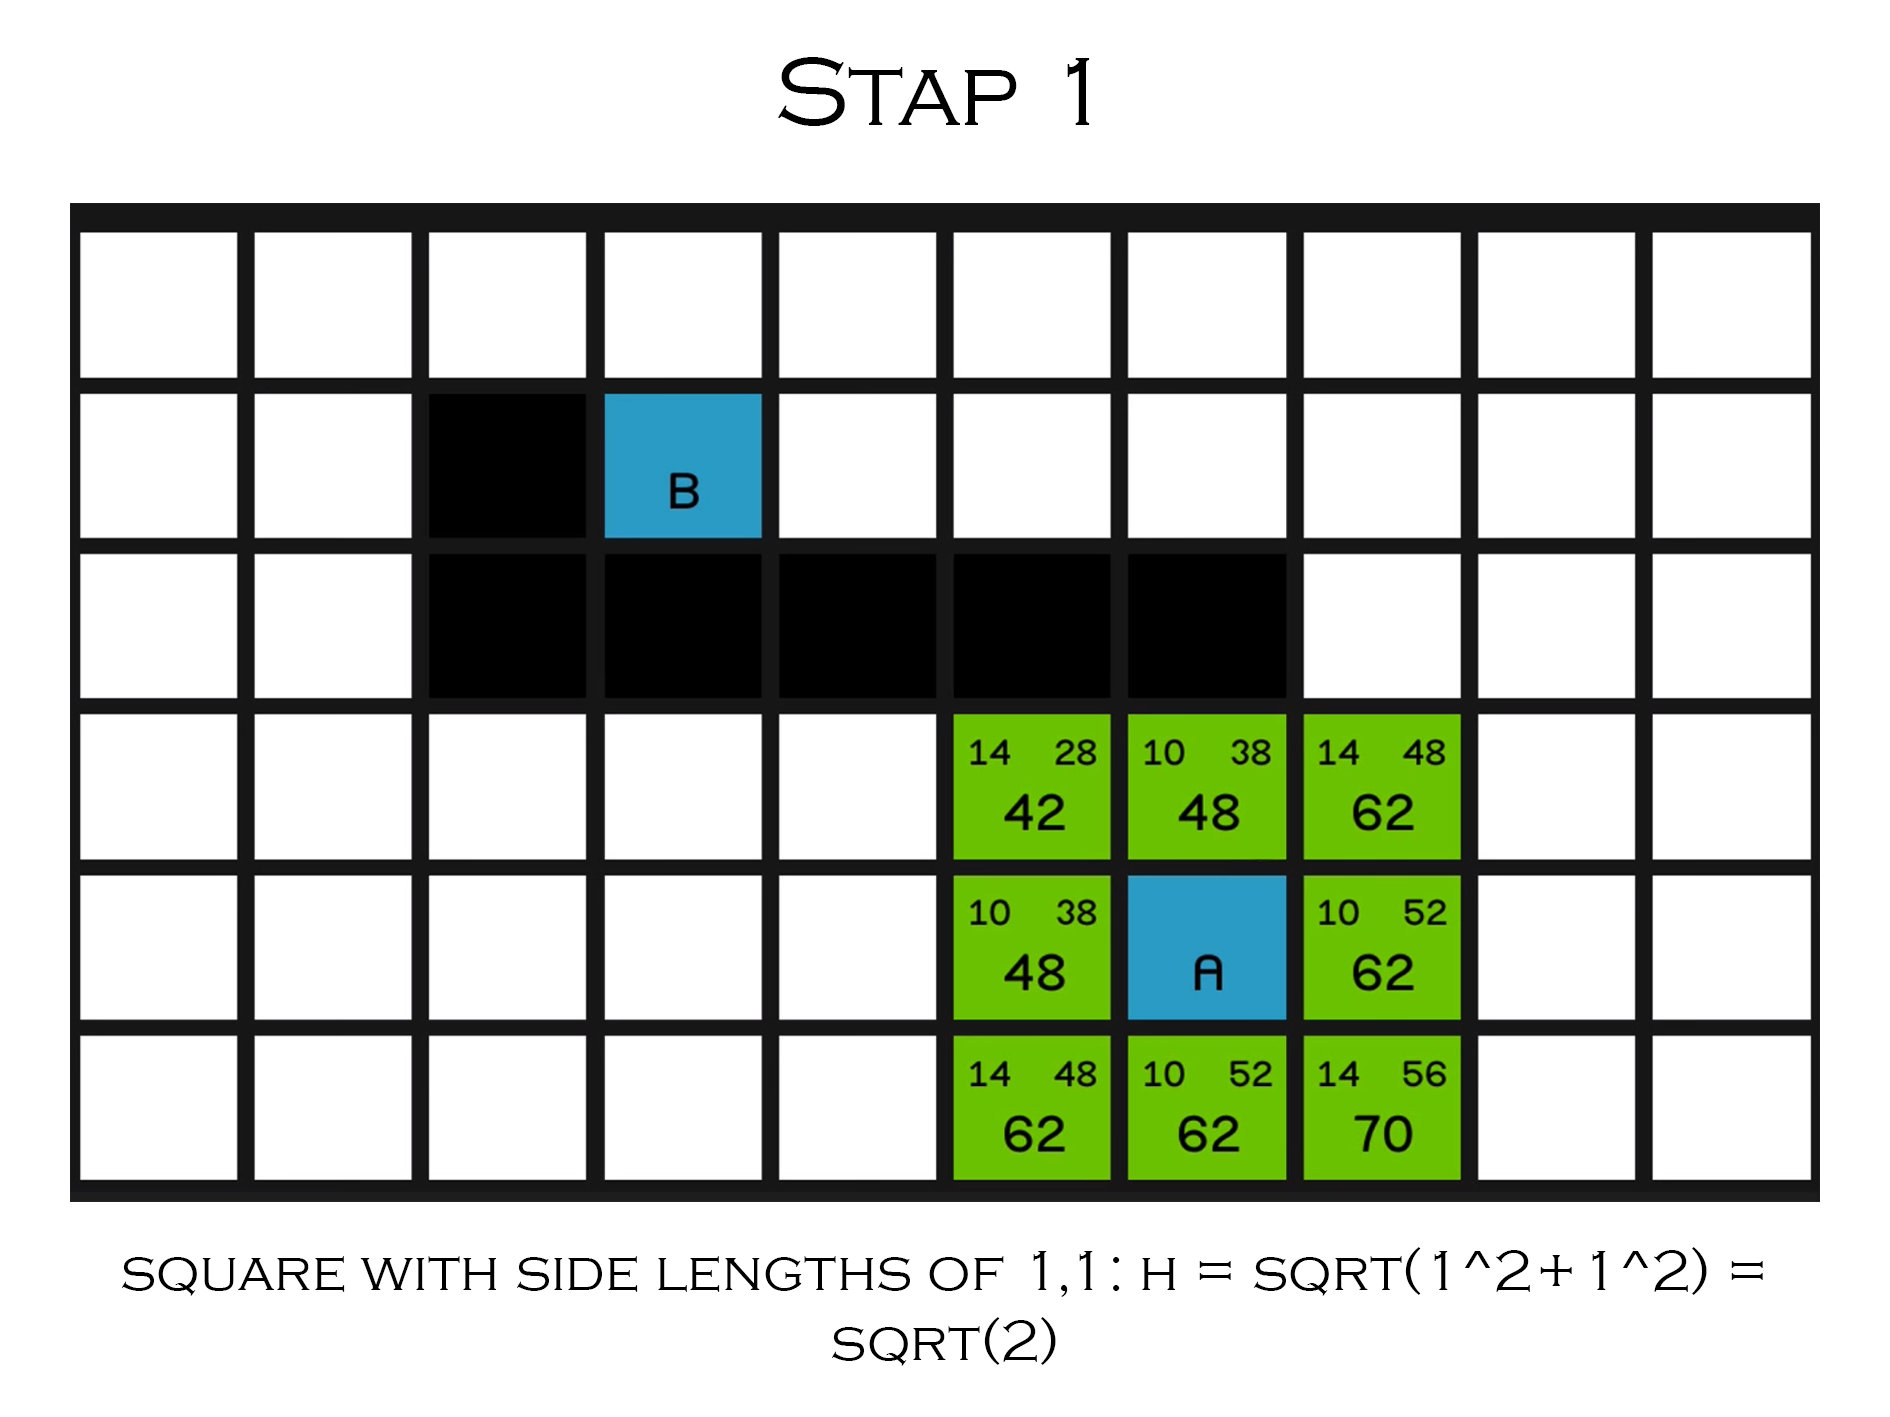 STAP 1
B
14 28 10 38 14 48
42 48 62
10 38 10 52
48 A 62
14 48 10 52 14 56
62 62 70
SQUARE WITH SIDE LENGTHS OF 1,1: H = SQRT(1^2+1^2) =
SQRT(2)